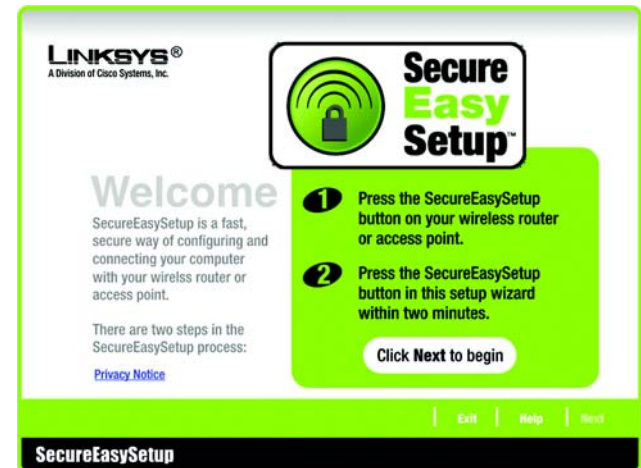 LINKSYS®
A Division of Cisco Systems, Inc.
Secure
Easy
Setup™
Welcome
SecureEasySetup is a fast,
secure way of configuring and
connecting your computer
with your wirelss router or
access point.
There are two steps in the
SecureEasySetup process:
Privacy Notice
1 Press the SecureEasySetup
button on your wireless router
or access point.
2 Press the SecureEasySetup
button in this setup wizard
within two minutes.
Click Next to begin
Exit | Help | Next
SecureEasySetup